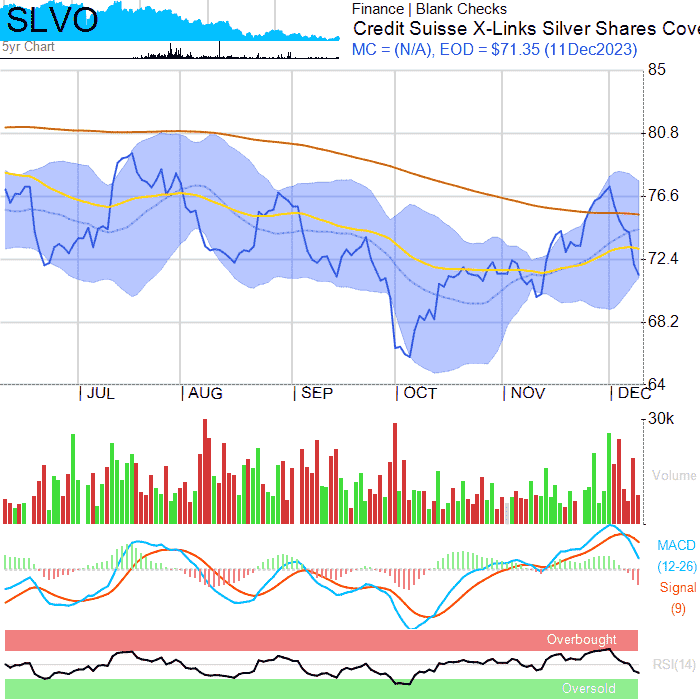 SLVO
5yr Chart
Finance | Blank Checks
Credit Suisse X-Links Silver Shares Cove
MC = (N/A), EOD = $71.35 (11Dec2023)
85
80.8
76.6
72.4
68.2
64
| JUL | AUG | SEP | OCT | NOV | DEC
30k
Volume
MACD
(12-26)
Signal
(9)
Overbought
RSI(14)
Oversold